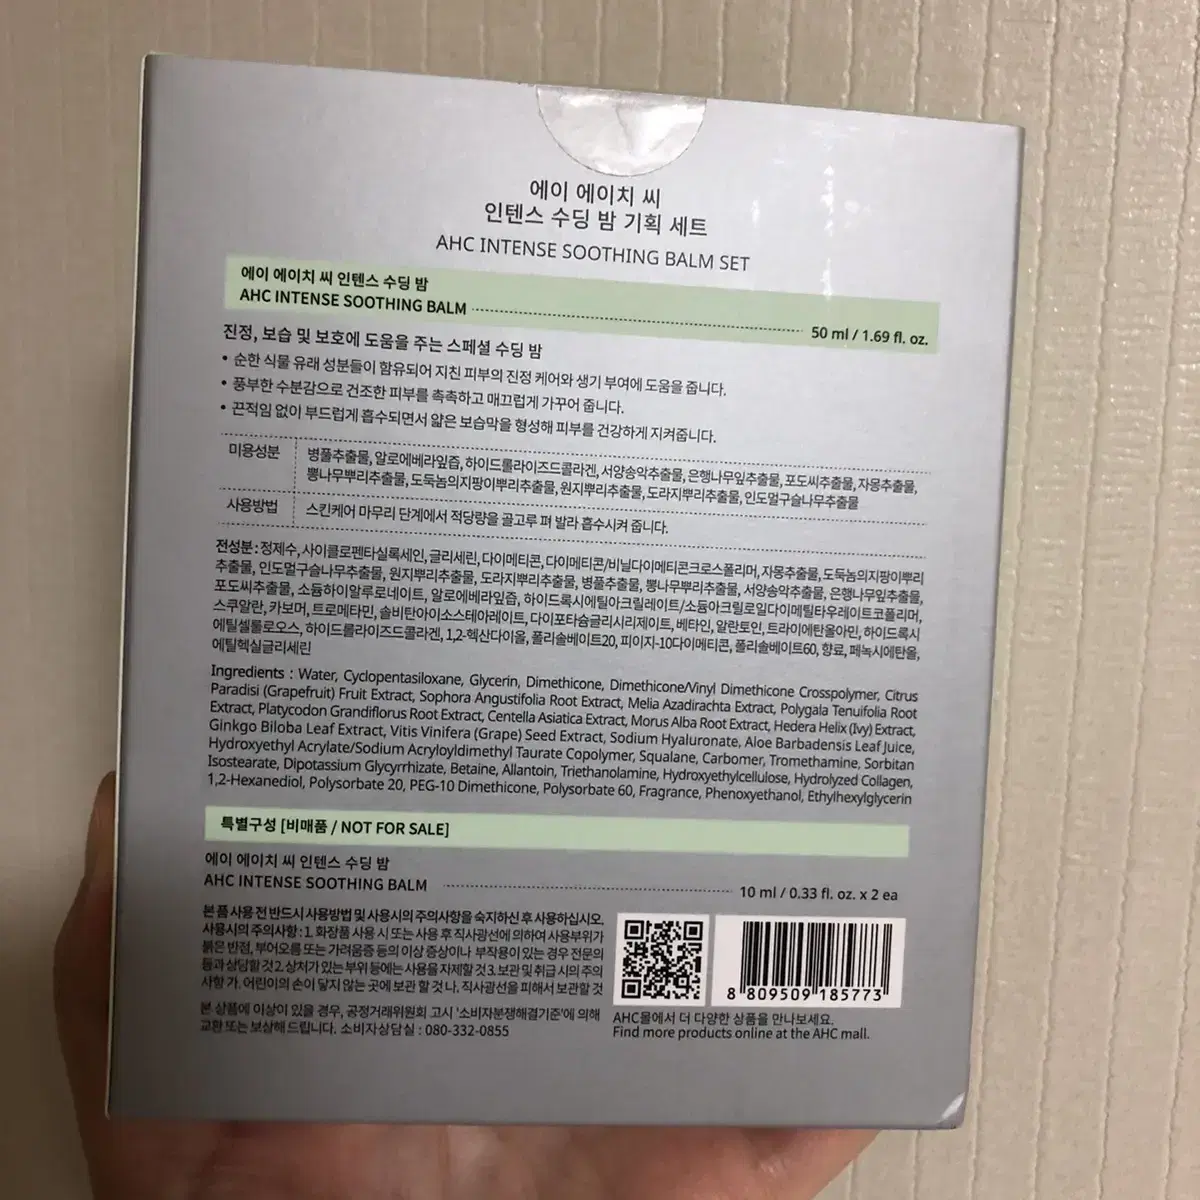 에이 에이치 씨
인텐스 수딩 밤 기획 세트
AHC INTENSE SOOTHING BALM SET
에이 에이치 씨 인텐스 수딩 밤
AHC INTENSE SOOTHING BALM 50 ml / 1.69 fl. oz.
진정, 보습 및 보호에 도움을 주는 스페셜 수딩 밤
• 순한 식물 유래 성분들이 함유되어 지친 피부의 진정 케어와 생기 부여에 도움을 줍니다.
• 풍부한 수분감으로 건조한 피부를 촉촉하고 매끄럽게 가꾸어 줍니다.
• 끈적임 없이 부드럽게 흡수되면서 얇은 보습막을 형성해 피부를 건강하게 지켜줍니다.
미용성분 병풀추출물, 알로에베라잎즙, 하이드롤라이즈드콜라겐, 서양송악추출물, 은행나무잎추출물, 포도씨추출물, 자몽추출물,
뽕나무뿌리추출물, 도둑놈의지팡이뿌리추출물, 원지뿌리추출물, 도라지뿌리추출물, 인도멀구슬나무추출물
사용방법 스킨케어 마무리 단계에서 적당량을 골고루 펴 발라 흡수시켜 줍니다.
전성분 : 정제수, 사이클로펜타실록세인, 글리세린, 다이메티콘, 다이메티콘/비닐다이메티콘크로스폴리머, 자몽추출물, 도둑놈의지팡이뿌리
추출물, 인도멀구슬나무추출물, 원지뿌리추출물, 도라지뿌리추출물, 병풀추출물, 뽕나무뿌리추출물, 서양송악추출물, 은행나무잎추출물,
포도씨추출물, 소듐하이알루로네이트, 알로에베라잎즙, 하이드록시에틸아크릴레이트/소듐아크릴로일다이메틸타우레이트코폴리머,
스쿠알란, 카보머, 트로메타민, 솔비탄아이소스테아레이트, 다이포타슘글리시리제이트, 베타인, 알란토인, 트라이에탄올아민, 하이드록시
에틸셀룰로오스, 하이드롤라이즈드콜라겐, 1,2-헥산다이올, 폴리솔베이트20, 피이지-10다이메티콘, 폴리솔베이트60, 향료, 페녹시에탄올,
에틸헥실글리세린
Ingredients : Water, Cyclopentasiloxane, Glycerin, Dimethicone, Dimethicone/Vinyl Dimethicone Crosspolymer, Citrus
Paradisi (Grapefruit) Fruit Extract, Sophora Angustifolia Root Extract, Melia Azadirachta Extract, Polygala Tenuifolia Root
Extract, Platycodon Grandiflorus Root Extract, Centella Asiatica Extract, Morus Alba Root Extract, Hedera Helix (Ivy) Extract,
Ginkgo Biloba Leaf Extract, Vitis Vinifera (Grape) Seed Extract, Sodium Hyaluronate, Aloe Barbadensis Leaf Juice,
Hydroxyethyl Acrylate/Sodium Acryloyldimethyl Taurate Copolymer, Squalane, Carbomer, Tromethamine, Sorbitan
Isostearate, Dipotassium Glycyrrhizate, Betaine, Allantoin, Triethanolamine, Hydroxyethylcellulose, Hydrolyzed Collagen,
1,2-Hexanediol, Polysorbate 20, PEG-10 Dimethicone, Polysorbate 60, Fragrance, Phenoxyethanol, Ethylhexylglycerin
특별구성 [비매품 / NOT FOR SALE]
에이 에이치 씨 인텐스 수딩 밤
AHC INTENSE SOOTHING BALM 10 ml / 0.33 fl. oz. x 2 ea
본 품 사용 전 반드시 사용방법 및 사용시의 주의사항을 숙지하신 후 사용하십시오.
사용시의 주의사항 : 1. 화장품 사용 시 또는 사용 후 직사광선에 의하여 사용부위가
붉은 반점, 부어오름 또는 가려움증 등의 이상 증상이나 부작용이 있는 경우 전문의
등과 상담할 것 2. 상처가 있는 부위 등에는 사용을 자제할 것 3. 보관 및 취급 시의 주의
사항 가. 어린이의 손이 닿지 않는 곳에 보관 할 것 나. 직사광선을 피해서 보관할 것
본 상품에 이상이 있을 경우, 공정거래위원회 고시 '소비자분쟁해결기준'에 의해
교환 또는 보상해 드립니다. 소비자상담실 : 080-332-0855
8 809509 185773
AHC몰에서 더 다양한 상품을 만나보세요.
Find more products online at the AHC mall.